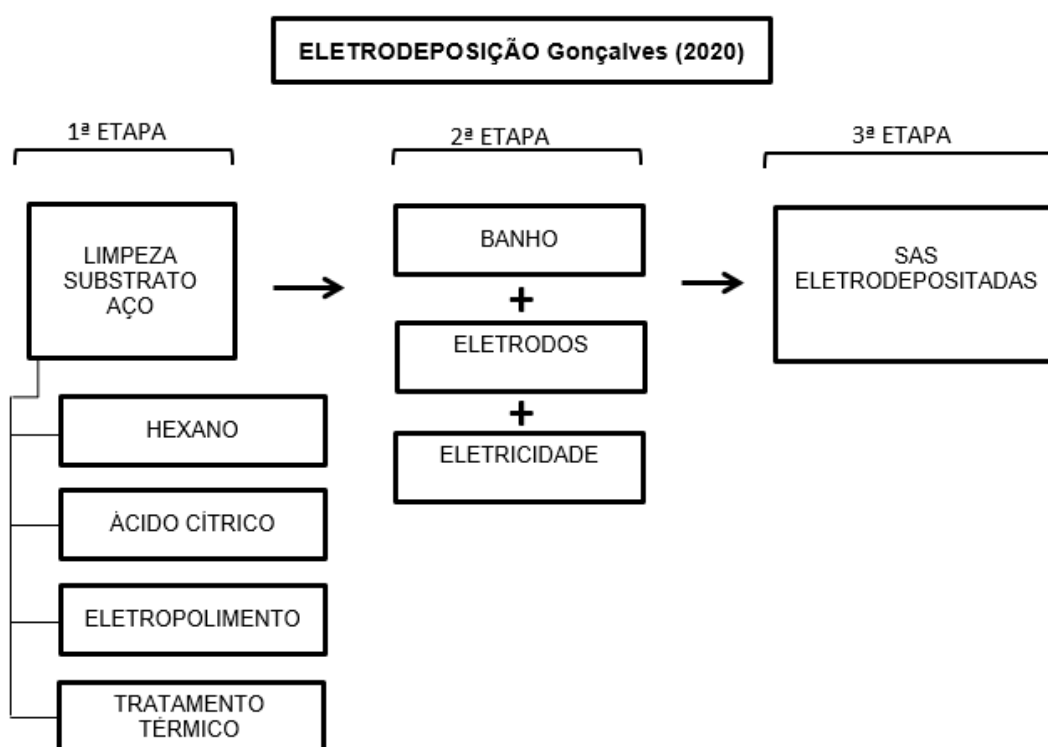 ELETRODEPOSIÇÃO Gonçalves (2020)
1ª ETAPA
LIMPEZA
SUBSTRATO
AÇO
HEXANO
ÁCIDO CÍTRICO
ELETROPOLIMENTO
TRATAMENTO
TÉRMICO
2ª ETAPA
BANHO
+
ELETRODOS
+
ELETRICIDADE
3ª ETAPA
SAS
ELETRODEPOSITADAS